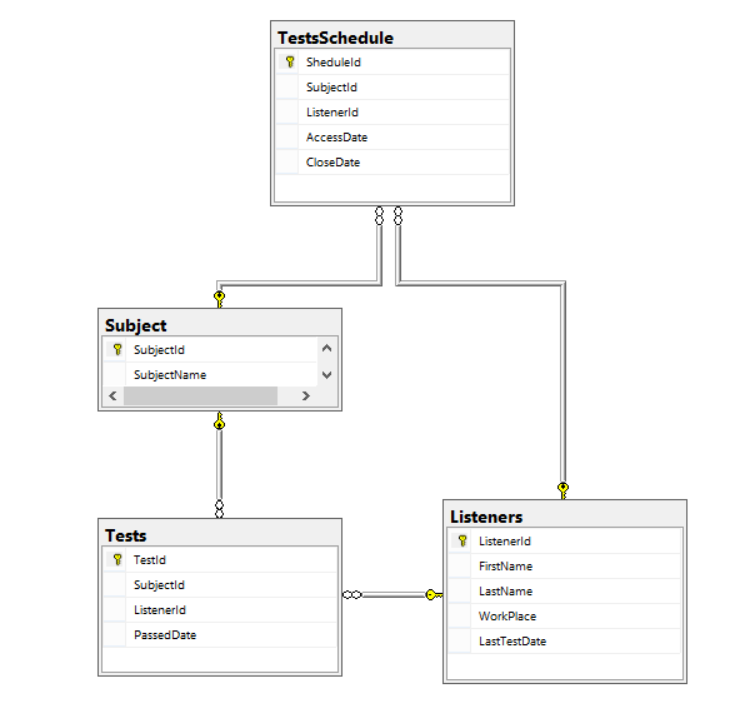 TestsSchedule
SheduleId
SubjectId
ListenerId
AccessDate
CloseDate
Subject
SubjectId
SubjectName
Tests
TestId
SubjectId
ListenerId
PassedDate
Listeners
ListenerId
FirstName
LastName
WorkPlace
LastTestDate